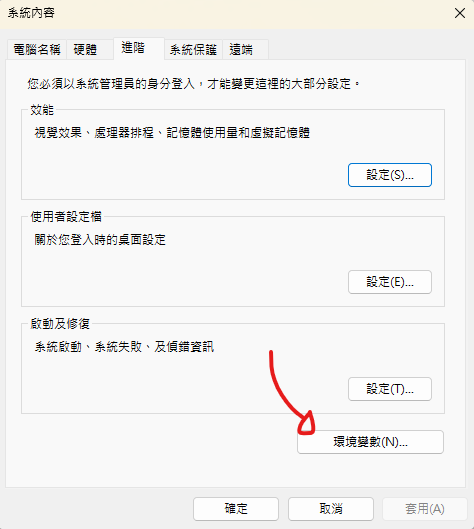 系統內容
電腦名稱 硬體 進階 系統保護 遠端
您必須以系統管理員的身分登入，才能變更這裡的大部分設定。
效能
視覺效果、處理器排程、記憶體使用量和虛擬記憶體
設定(S)...
使用者設定檔
關於您登入時的桌面設定
設定(E)...
啟動及修復
系統啟動、系統失敗、及偵錯資訊
設定(T)...
環境變數(N)...
確定 取消 套用(A)